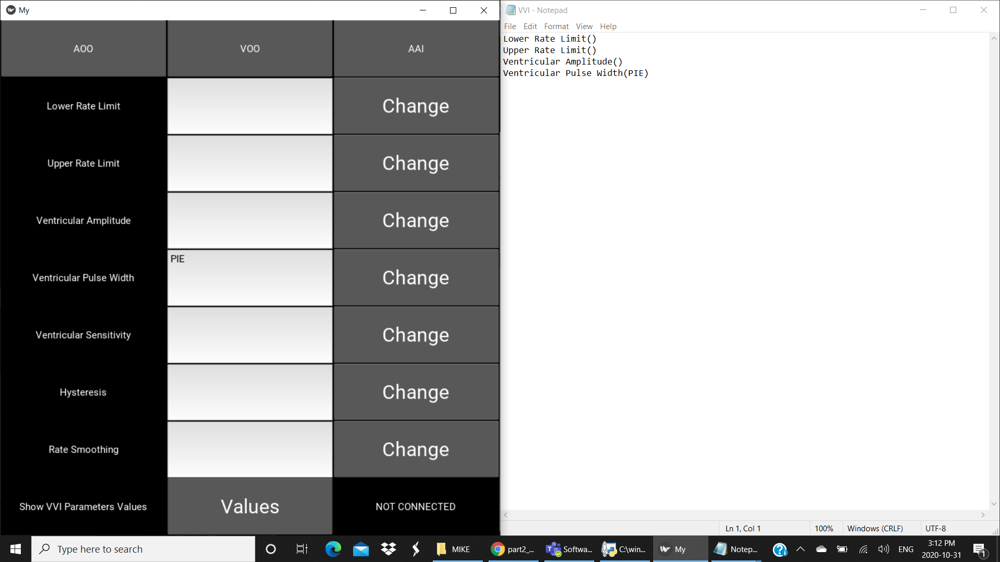 My
AOO VOO AAI
Lower Rate Limit Change
Upper Rate Limit Change
Ventricular Amplitude Change
PIE
Ventricular Pulse Width Change
Ventricular Sensitivity Change
Hysteresis Change
Rate Smoothing Change
Show VVI Parameters Values Values NOT CONNECTED
VVI - Notepad
File Edit Format View Help
Lower Rate Limit()
Upper Rate Limit()
Ventricular Amplitude()
Ventricular Pulse Width(PIE)
Ln 1, Col 1 100% Windows (CRLF) UTF-8
Type here to search
MIKE part2_... Softwa... C:\win... My Notep... ENG
3:12 PM
2020-10-31
1